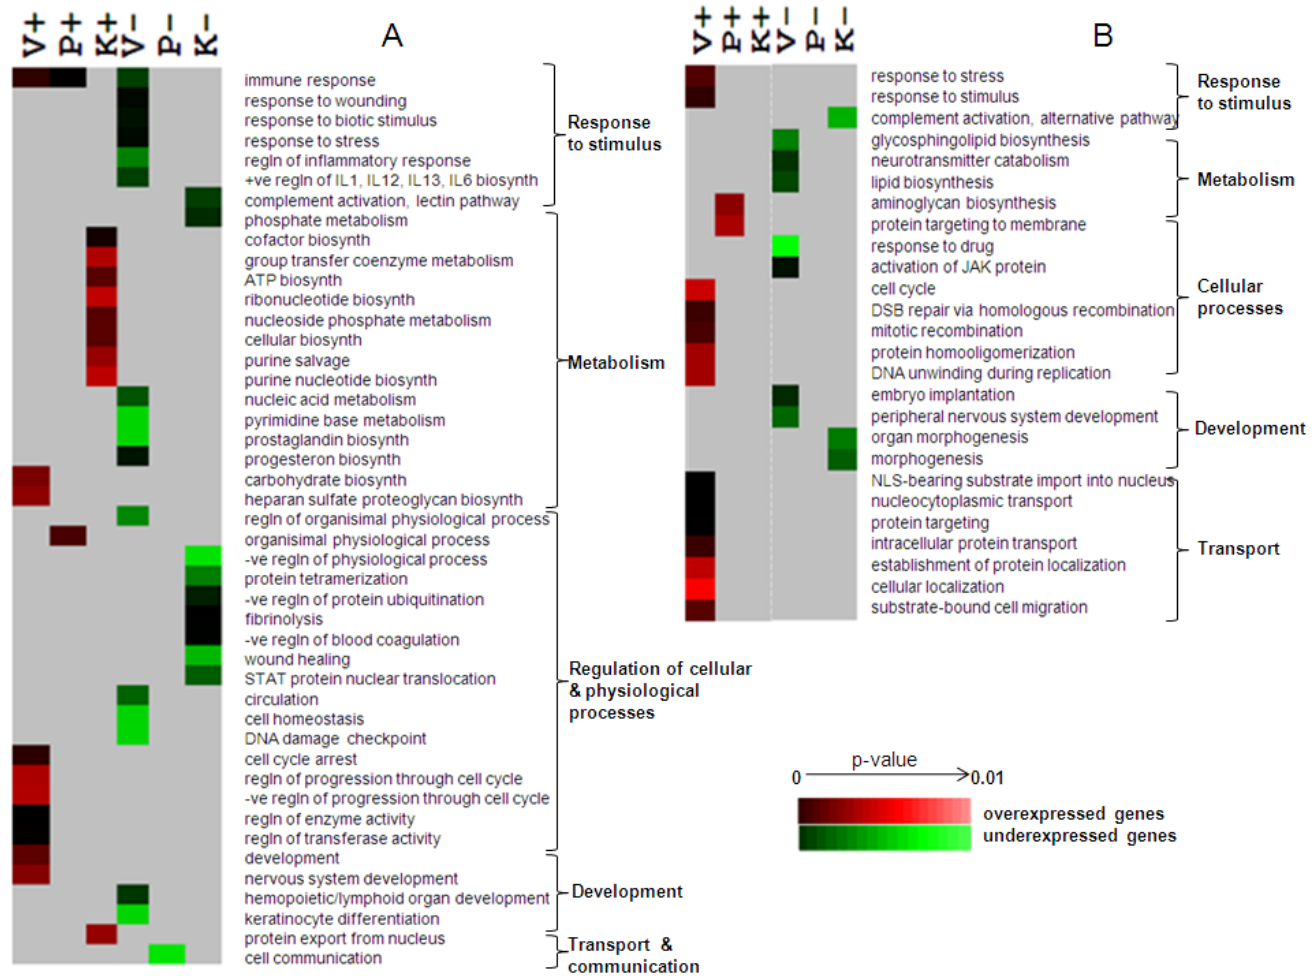 V+ P+ K+ V− P− K−
A
immune response
response to wounding
response to biotic stimulus
response to stress
regln of inflammatory response
+ve regln of IL1, IL12, IL13, IL6 biosynth
complement activation, lectin pathway
Response
to stimulus
phosphate metabolism
cofactor biosynth
group transfer coenzyme metabolism
ATP biosynth
ribonucleotide biosynth
nucleoside phosphate metabolism
cellular biosynth
purine salvage
purine nucleotide biosynth
nucleic acid metabolism
pyrimidine base metabolism
prostaglandin biosynth
progesteron biosynth
carbohydrate biosynth
heparan sulfate proteoglycan biosynth
Metabolism
regln of organisimal physiological process
organisimal physiological process
-ve regln of physiological process
protein tetramerization
-ve regln of protein ubiquitination
fibrinolysis
-ve regln of blood coagulation
wound healing
STAT protein nuclear translocation
circulation
cell homeostasis
DNA damage checkpoint
cell cycle arrest
regln of progression through cell cycle
-ve regln of progression through cell cycle
regln of enzyme activity
regln of transferase activity
Regulation of cellular
& physiological
processes
development
nervous system development
hemopoietic/lymphoid organ development
keratinocyte differentiation
Development
protein export from nucleus
cell communication
Transport &
communication
V+ P+ K+ V− P− K−
B
response to stress
response to stimulus
complement activation, alternative pathway
Response
to stimulus
glycosphingolipid biosynthesis
neurotransmitter catabolism
lipid biosynthesis
aminoglycan biosynthesis
Metabolism
protein targeting to membrane
response to drug
activation of JAK protein
cell cycle
DSB repair via homologous recombination
mitotic recombination
protein homooligomerization
DNA unwinding during replication
Cellular
processes
embryo implantation
peripheral nervous system development
organ morphogenesis
morphogenesis
Development
NLS-bearing substrate import into nucleus
nucleocytoplasmic transport
protein targeting
intracellular protein transport
establishment of protein localization
cellular localization
substrate-bound cell migration
Transport
p-value
0 0.01
overexpressed genes
underexpressed genes